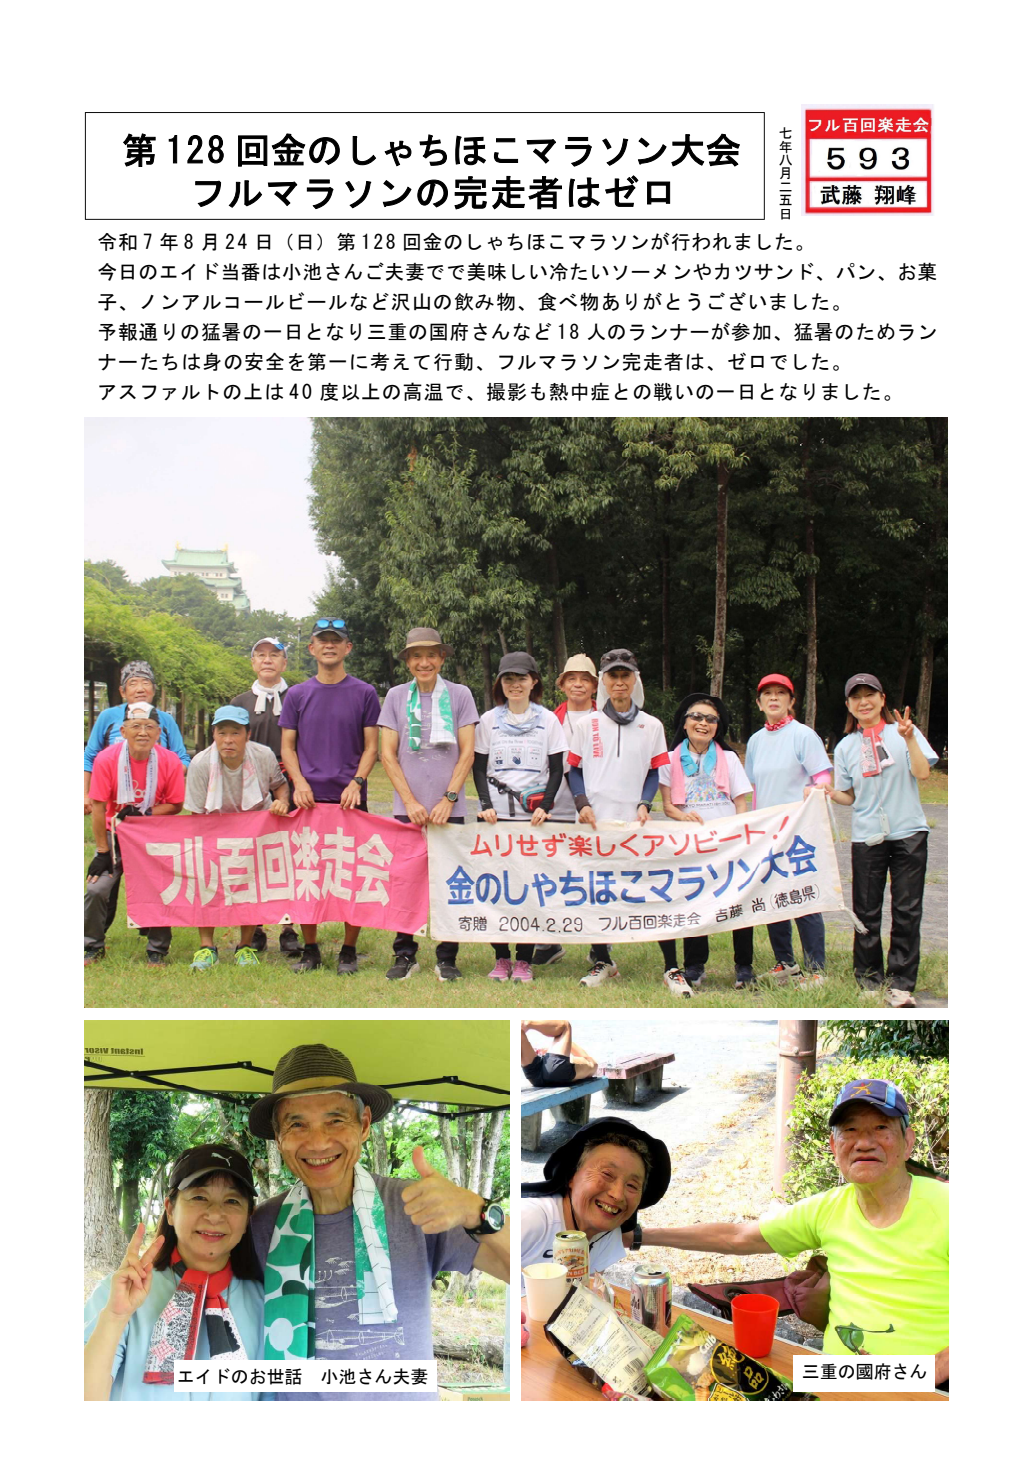 第128回金のしゃちほこマラソン大会
フルマラソンの完走者はゼロ
七年八月二五日
フル百回楽走会
593
武藤 翔峰
令和7年8月24日（日）第128回金のしゃちほこマラソンが行われました。
今日のエイド当番は小池さんご夫妻でで美味しい冷たいソーメンやカツサンド、パン、お菓
子、ノンアルコールビールなど沢山の飲み物、食べ物ありがとうございました。
予報通りの猛暑の一日となり三重の国府さんなど18人のランナーが参加、猛暑のためラン
ナーたちは身の安全を第一に考えて行動、フルマラソン完走者は、ゼロでした。
アスファルトの上は40度以上の高温で、撮影も熱中症との戦いの一日となりました。
フル百回楽走会
ムリせず楽しくアソビート！
金のしゃちほこマラソン大会
寄贈 2004.2.29 フル百回楽走会 吉藤 尚（徳島県）
エイドのお世話 小池さん夫妻
三重の國府さん